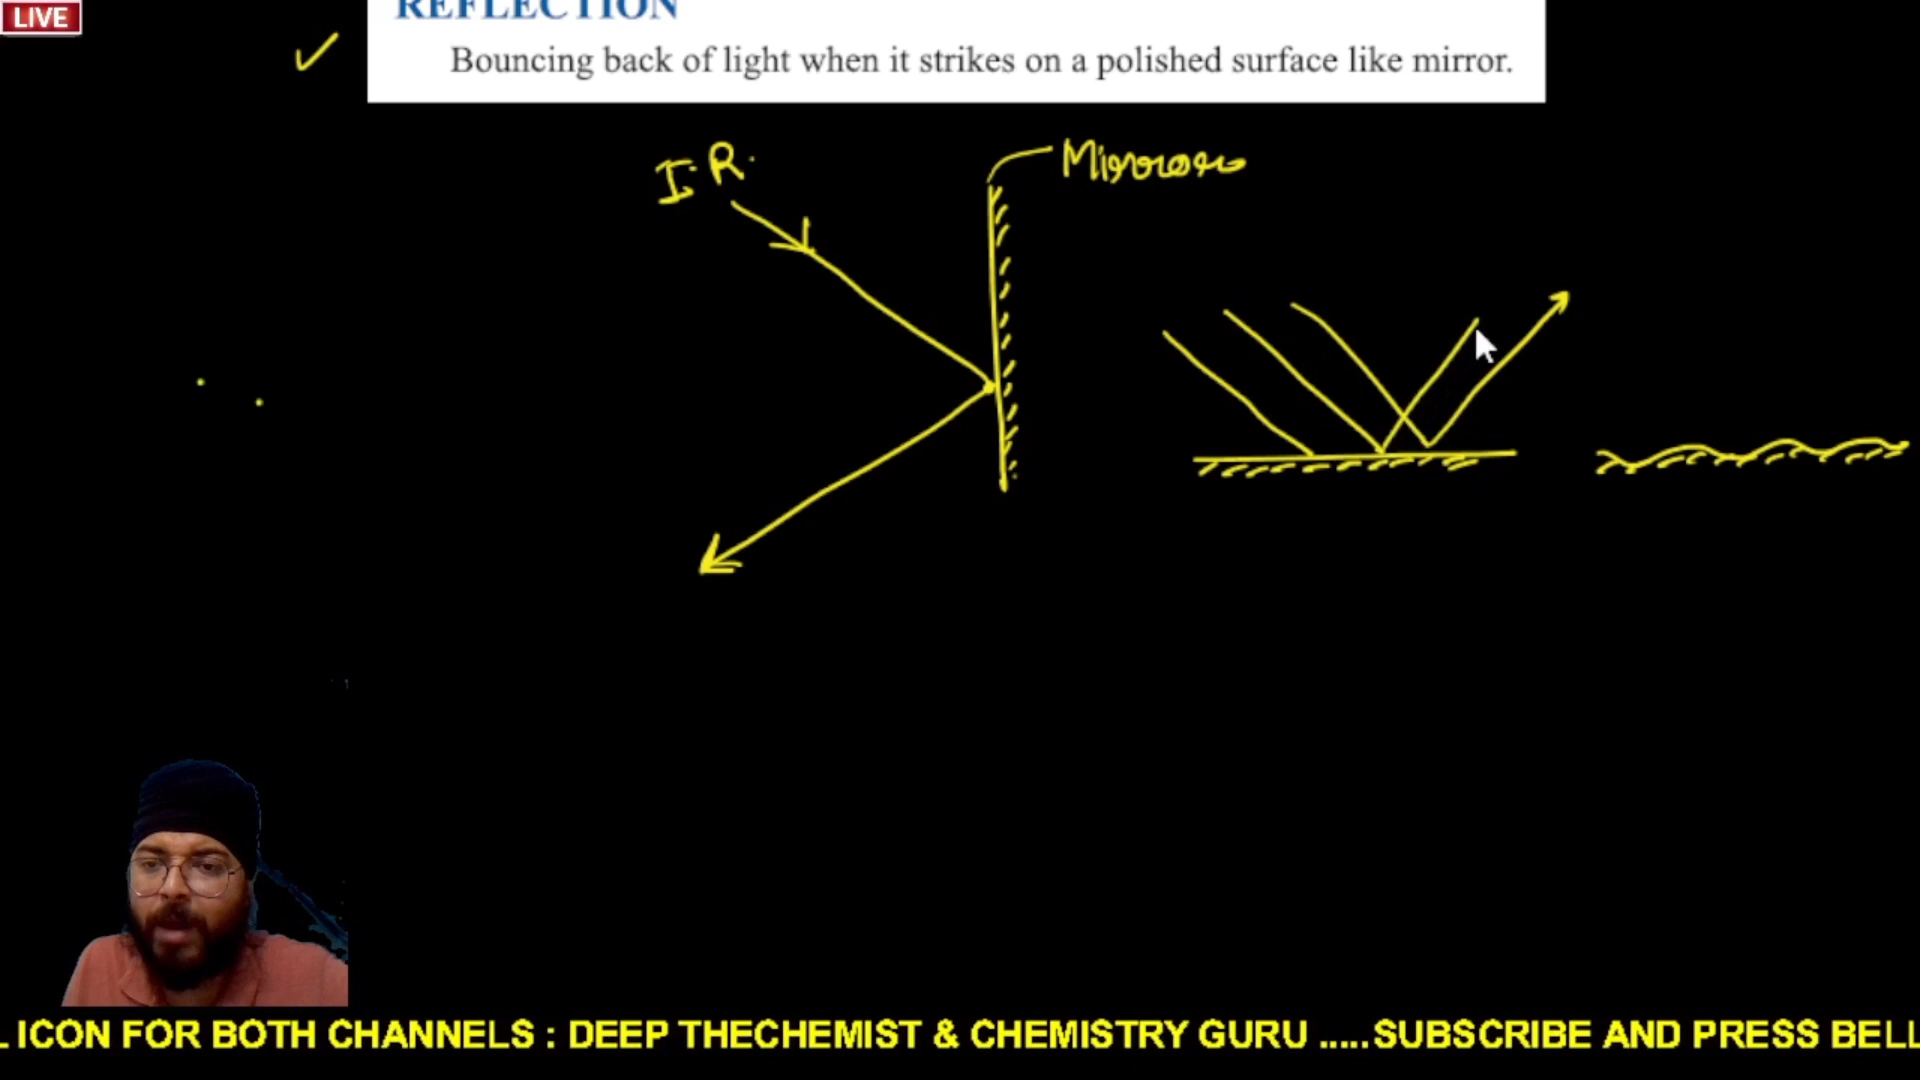 LIVE
REFLECTION
Bouncing back of light when it strikes on a polished surface like mirror.
I.R.
Mirror
L ICON FOR BOTH CHANNELS : DEEP THECHEMIST & CHEMISTRY GURU .....SUBSCRIBE AND PRESS BELL